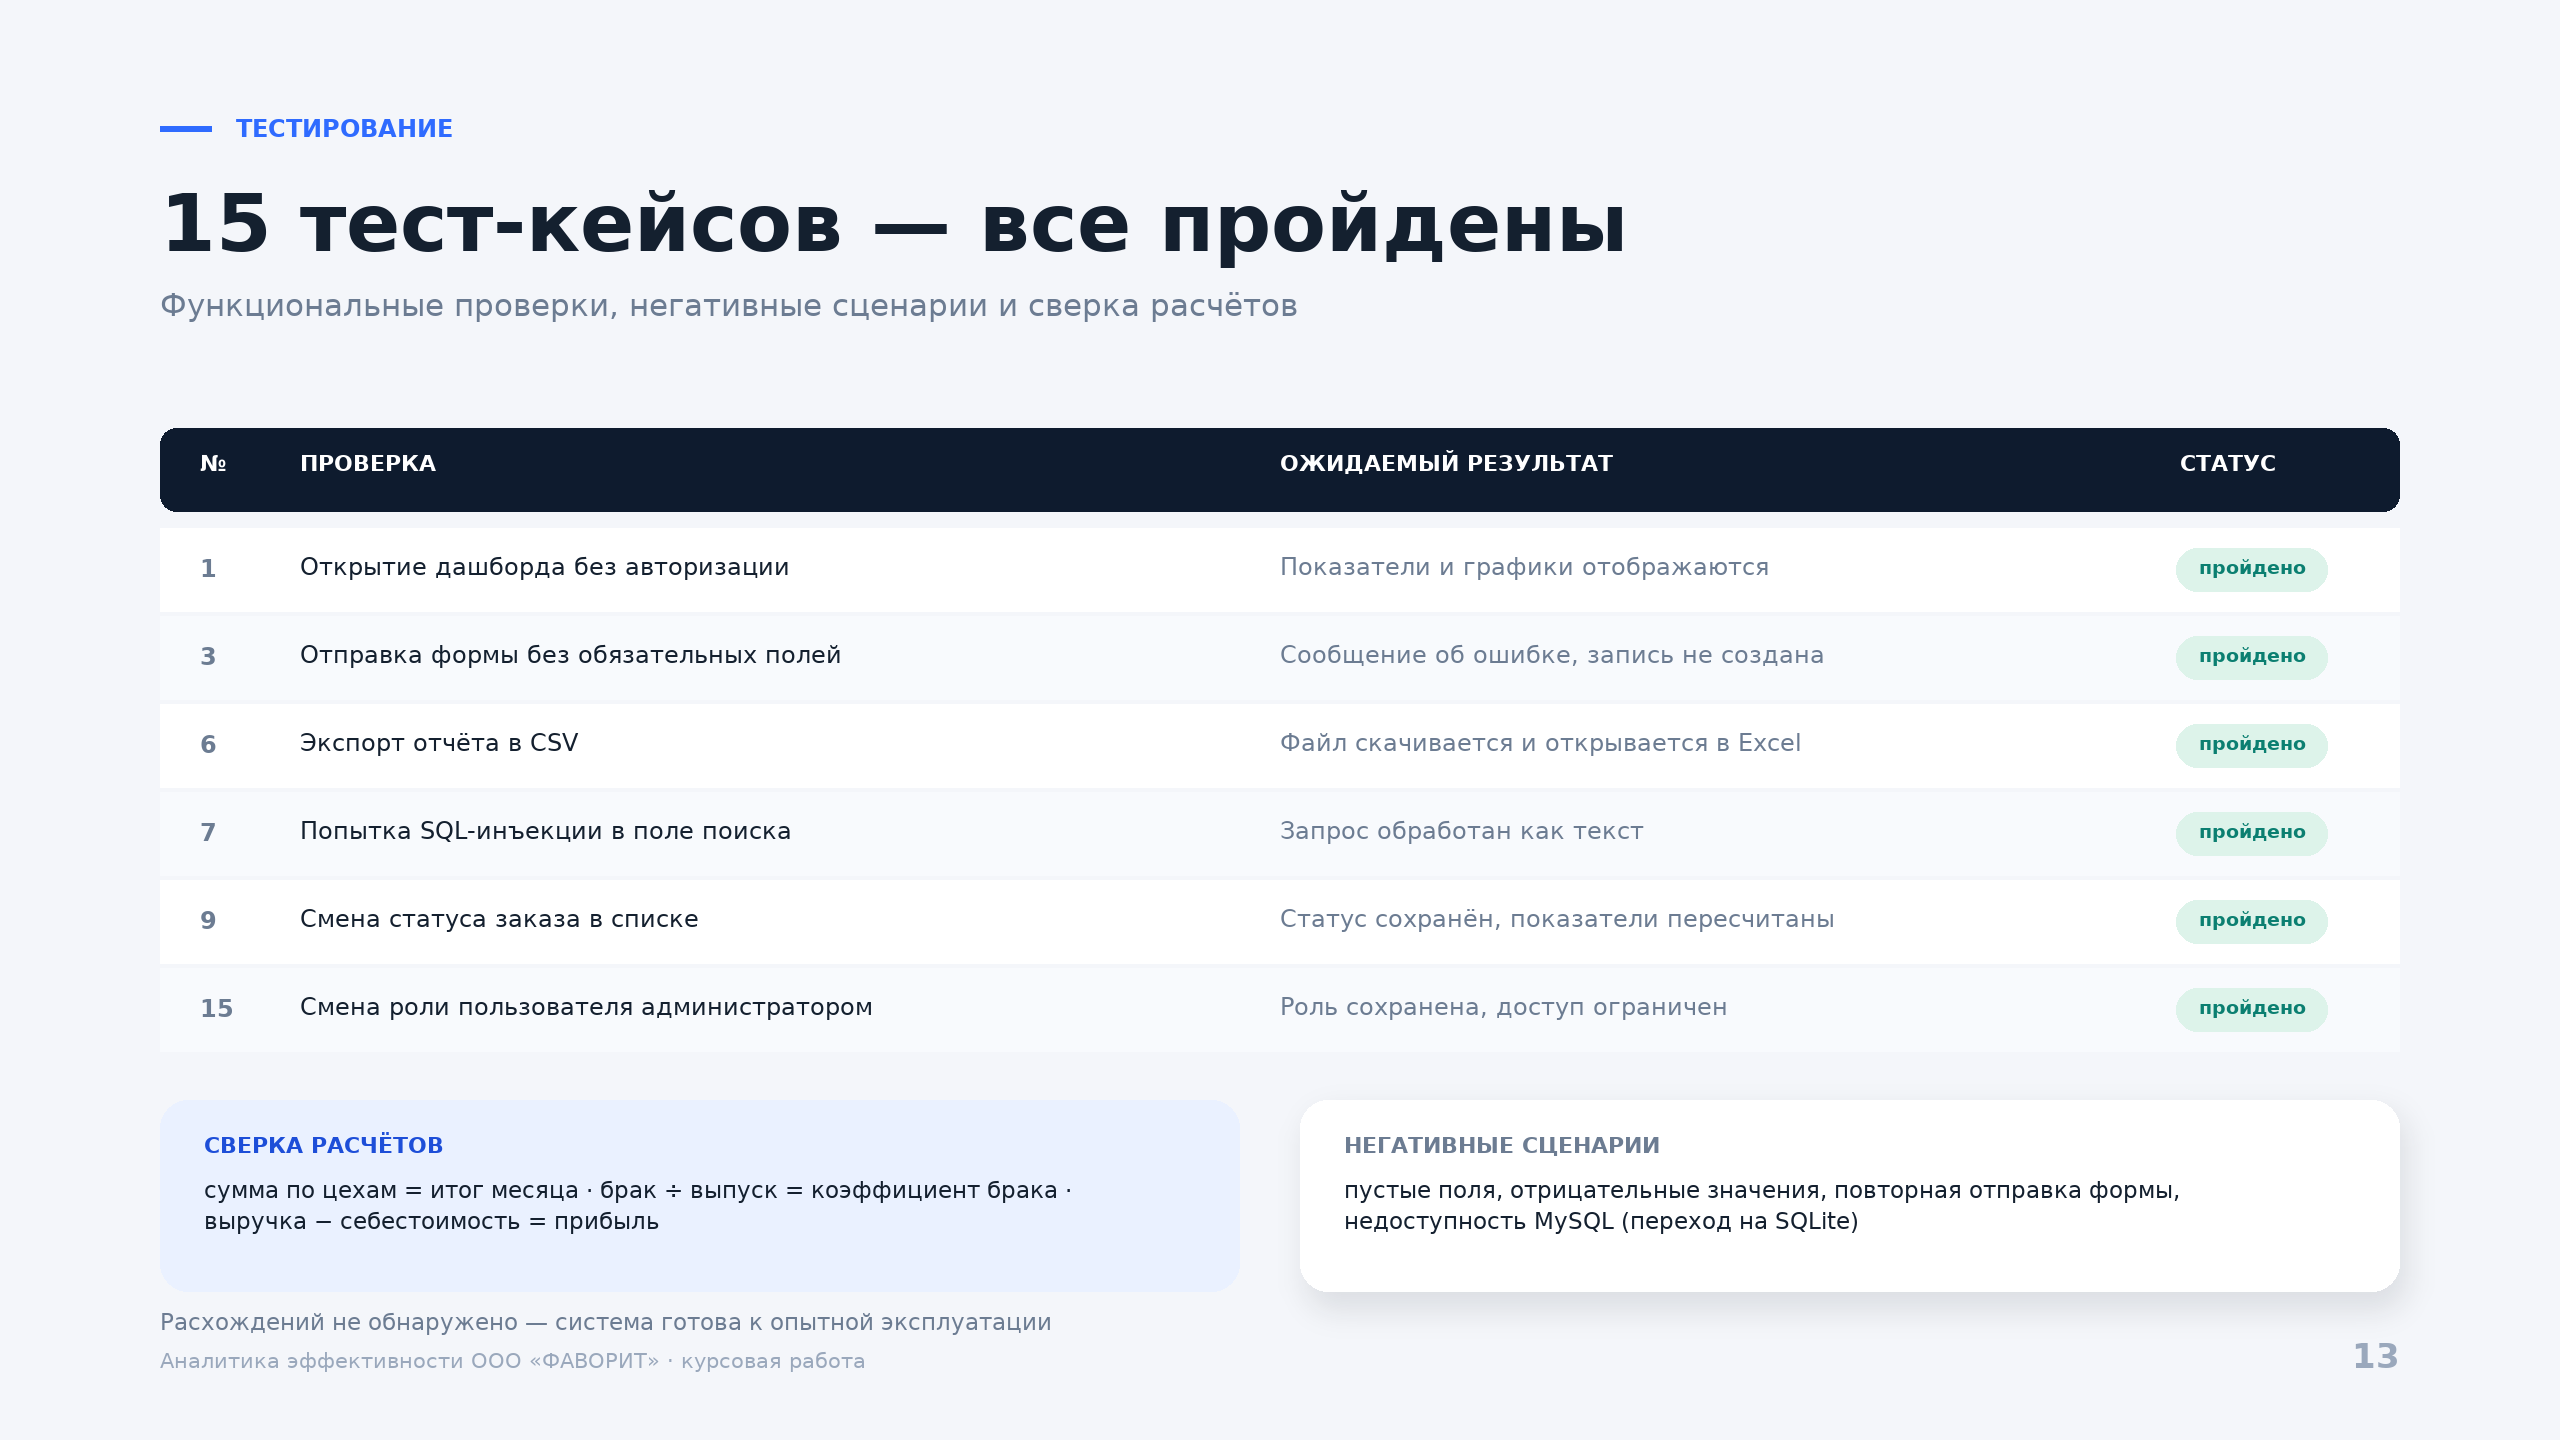 ТЕСТИРОВАНИЕ
15 тест-кейсов — все пройдены
Функциональные проверки, негативные сценарии и сверка расчётов
№ ПРОВЕРКА ОЖИДАЕМЫЙ РЕЗУЛЬТАТ СТАТУС
1 Открытие дашборда без авторизации Показатели и графики отображаются пройдено
3 Отправка формы без обязательных полей Сообщение об ошибке, запись не создана пройдено
6 Экспорт отчёта в CSV Файл скачивается и открывается в Excel пройдено
7 Попытка SQL-инъекции в поле поиска Запрос обработан как текст пройдено
9 Смена статуса заказа в списке Статус сохранён, показатели пересчитаны пройдено
15 Смена роли пользователя администратором Роль сохранена, доступ ограничен пройдено
СВЕРКА РАСЧЁТОВ
сумма по цехам = итог месяца · брак ÷ выпуск = коэффициент брака ·
выручка − себестоимость = прибыль
НЕГАТИВНЫЕ СЦЕНАРИИ
пустые поля, отрицательные значения, повторная отправка формы,
недоступность MySQL (переход на SQLite)
Расхождений не обнаружено — система готова к опытной эксплуатации
Аналитика эффективности ООО «ФАВОРИТ» · курсовая работа
13